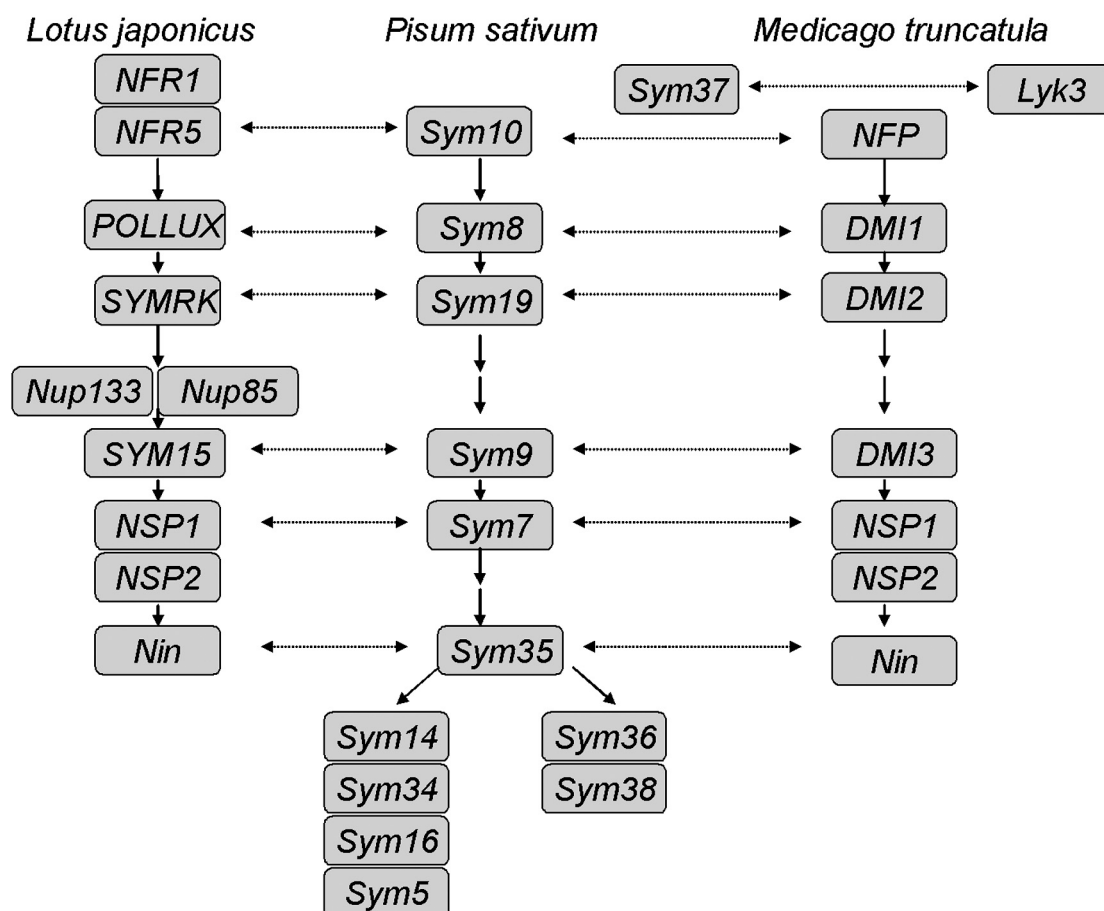 Lotus japonicus Pisum sativum Medicago truncatula
NFR1
Sym37 Lyk3
NFR5 Sym10 NFP
POLLUX Sym8 DMI1
SYMRK Sym19 DMI2
Nup133 Nup85
SYM15 Sym9 DMI3
NSP1 Sym7 NSP1
NSP2 NSP2
Nin Sym35 Nin
Sym14 Sym36
Sym34 Sym38
Sym16
Sym5